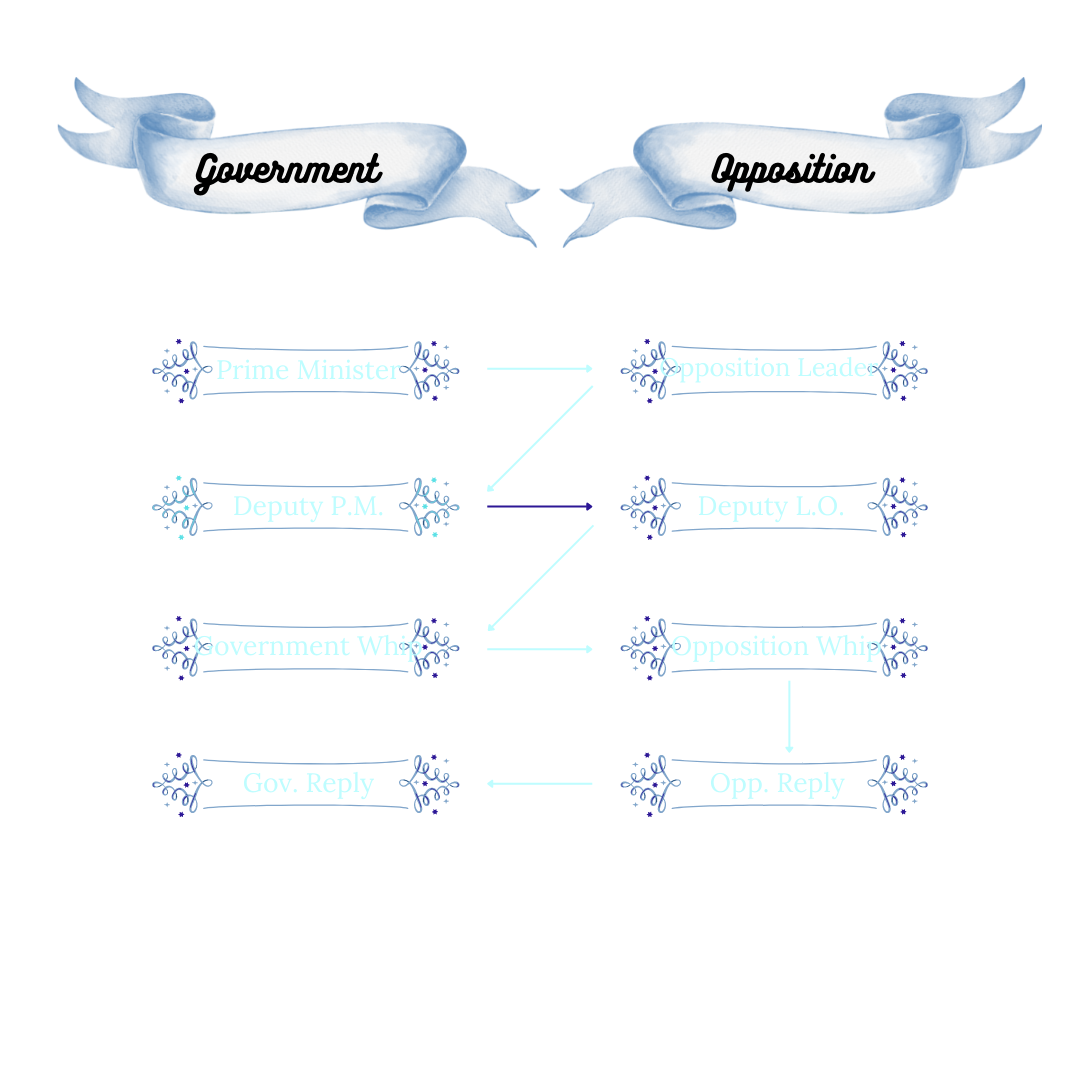 Government
Opposition
Prime Minister
Opposition Leader
Deputy P.M.
Deputy L.O.
Government Whip
Opposition Whip
Gov. Reply
Opp. Reply